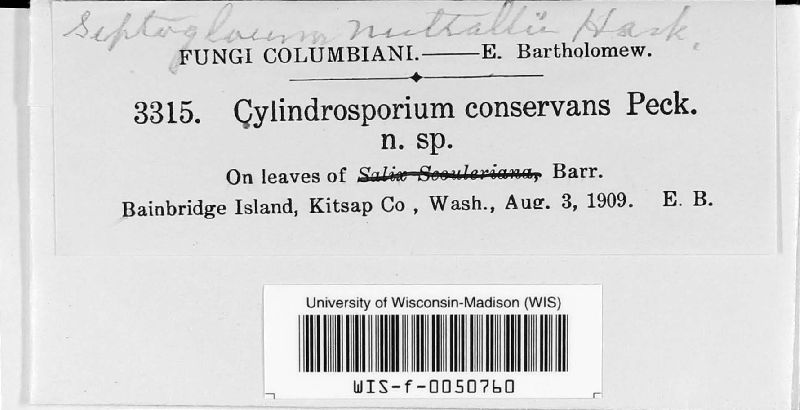 Septogloeum nuttallii Hark.
FUNGI COLUMBIANI.——E. Bartholomew.
3315. Cylindrosporium conservans Peck.
n. sp.
On leaves of Salix Scouleriana, Barr.
Bainbridge Island, Kitsap Co , Wash., Aug. 3, 1909. E. B.
University of Wisconsin-Madison (WIS)
WIS-f-0050760